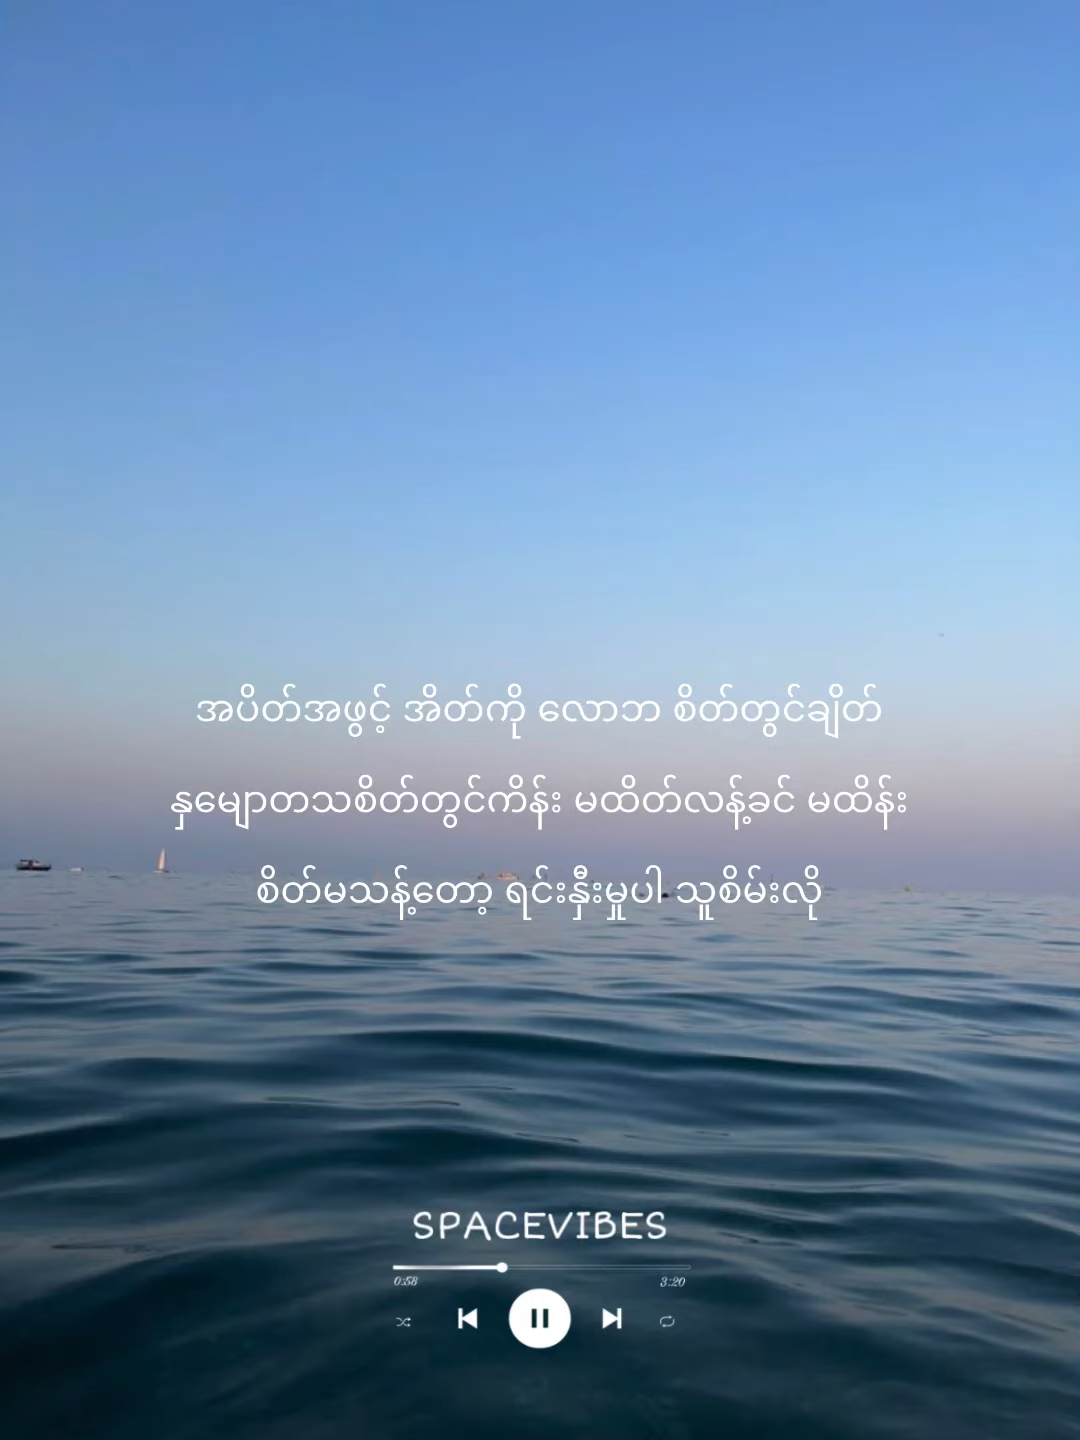 အပိတ်အဖွင့် အိတ်ကို လောဘ စိတ်တွင်ချိတ်
နှမျောတသစိတ်တွင်ကိန်း မထိတ်လန့်ခင် မထိန်း
စိတ်မသန့်တော့ ရင်းနှီးမှုပါ သူစိမ်းလို
SPACEVIBES
0:58 3:20